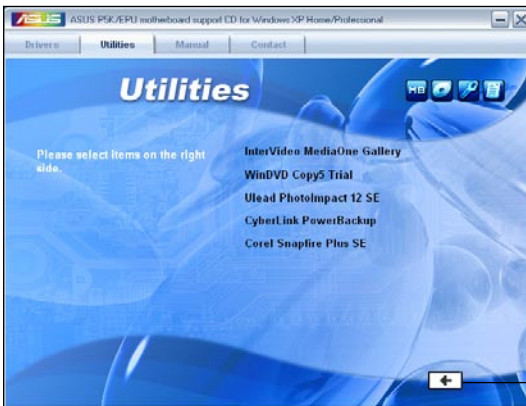 ASUS ASUS P5K/EPU motherboard support CD for Windows XP Home/Professional
Drivers Utilities Manual Contact
Utilities
MB
Please select items on the right
side.
InterVideo MediaOne Gallery
WinDVD Copy5 Trial
Ulead PhotoImpact 12 SE
CyberLink PowerBackup
Corel Snapfire Plus SE